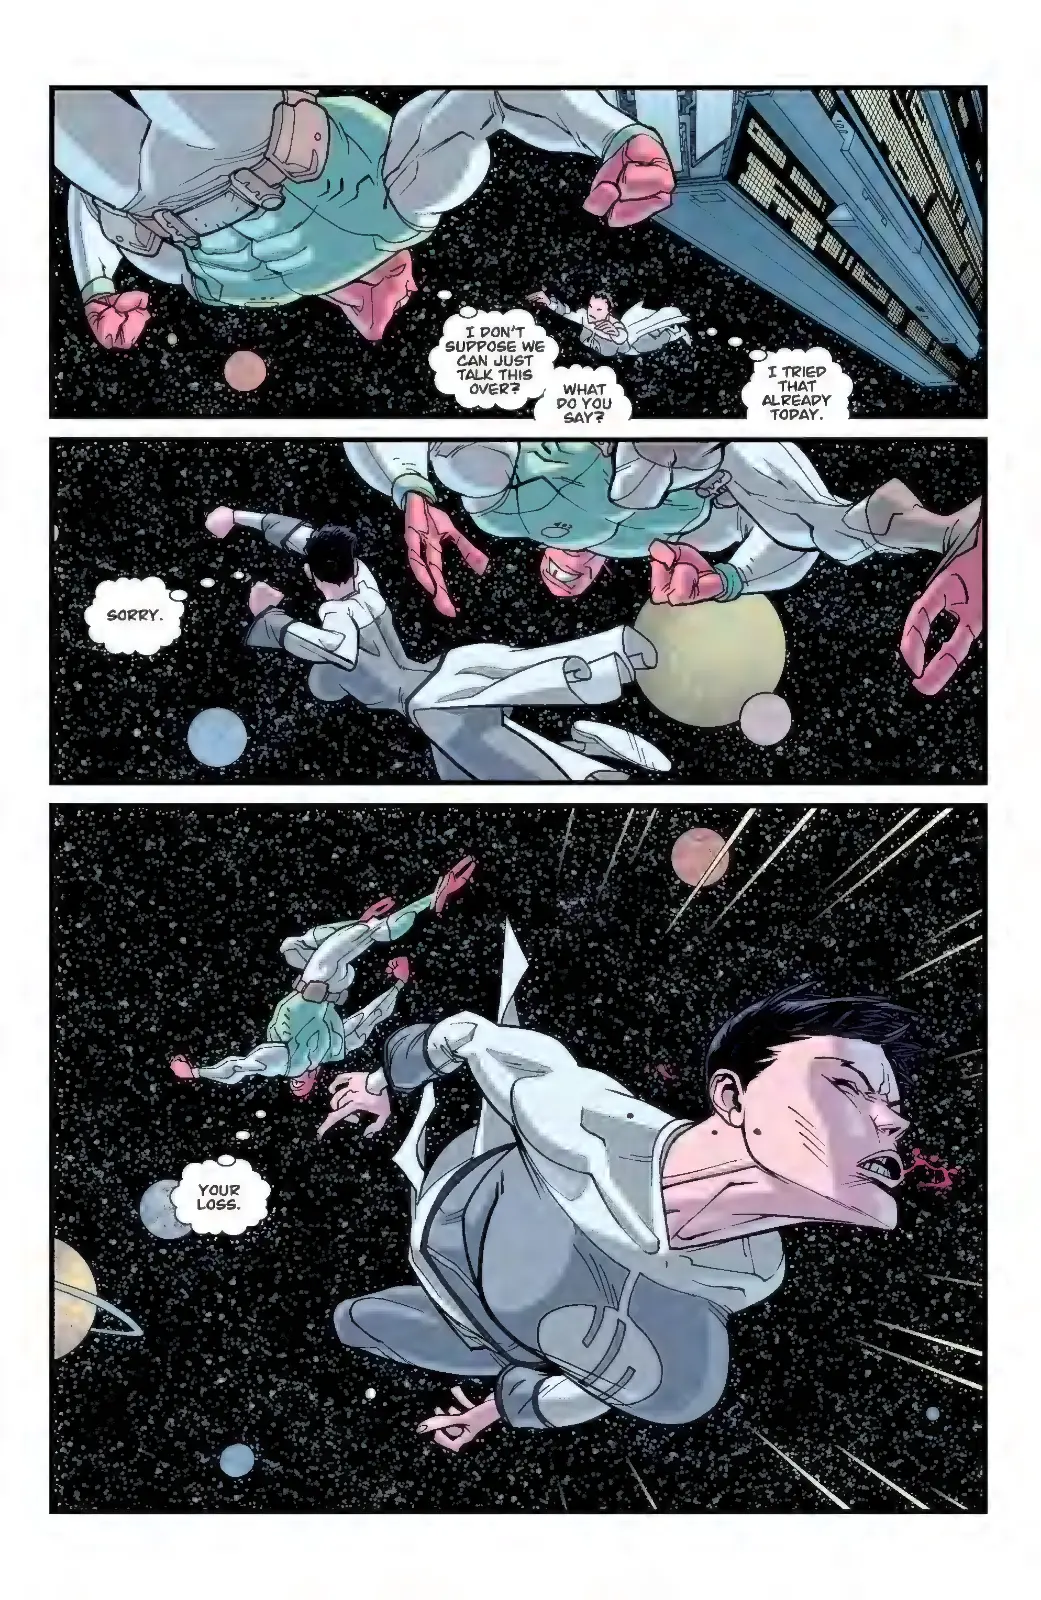 I DON'T
SUPPOSE WE
CAN JUST
TALK THIS
OVER?
WHAT
DO YOU
SAY?
I TRIED
THAT
ALREADY
TODAY.
SORRY.
YOUR
LOSS.